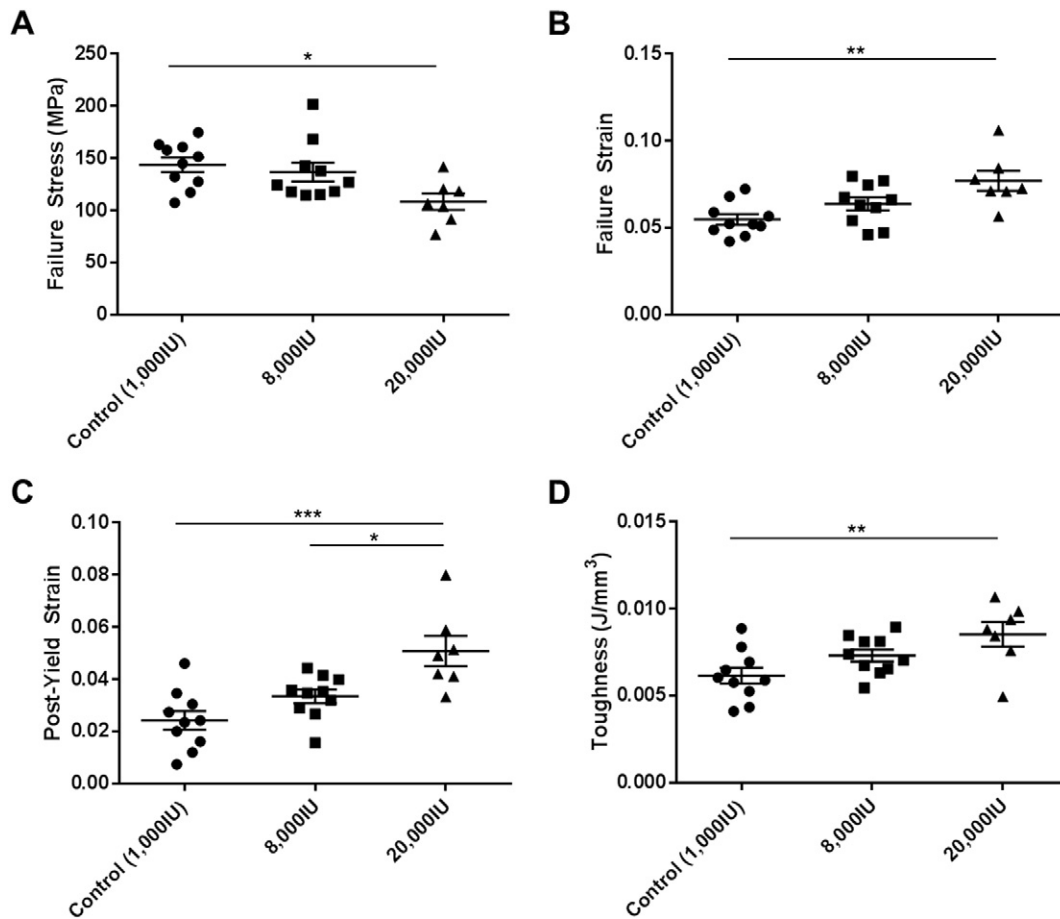 A
Failure Stress (MPa)
250
200
150
100
50
0
*
Control (1,000IU)
8,000IU
20,000IU
B
Failure Strain
0.15
0.10
0.05
0.00
**
Control (1,000IU)
8,000IU
20,000IU
C
Post-Yield Strain
0.10
0.08
0.06
0.04
0.02
0.00
***
*
Control (1,000IU)
8,000IU
20,000IU
D
Toughness (J/mm³)
0.015
0.010
0.005
0.000
**
Control (1,000IU)
8,000IU
20,000IU